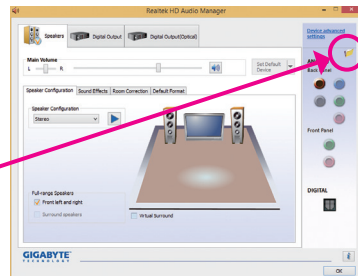 Realtek HD Audio Manager
Speakers
Digital Output
Digital Output(Optical)
Device advanced
settings
Main Volume
L
R
Set Default
Device
Back Panel
Speaker Configuration
Sound Effects
Room Correction
Default Format
Speaker Configuration
Stereo
Front Panel
Full-range Speakers
Front left and right
Surround speakers
Virtual Surround
DIGITAL
GIGABYTE
TECHNOLOGY
OK